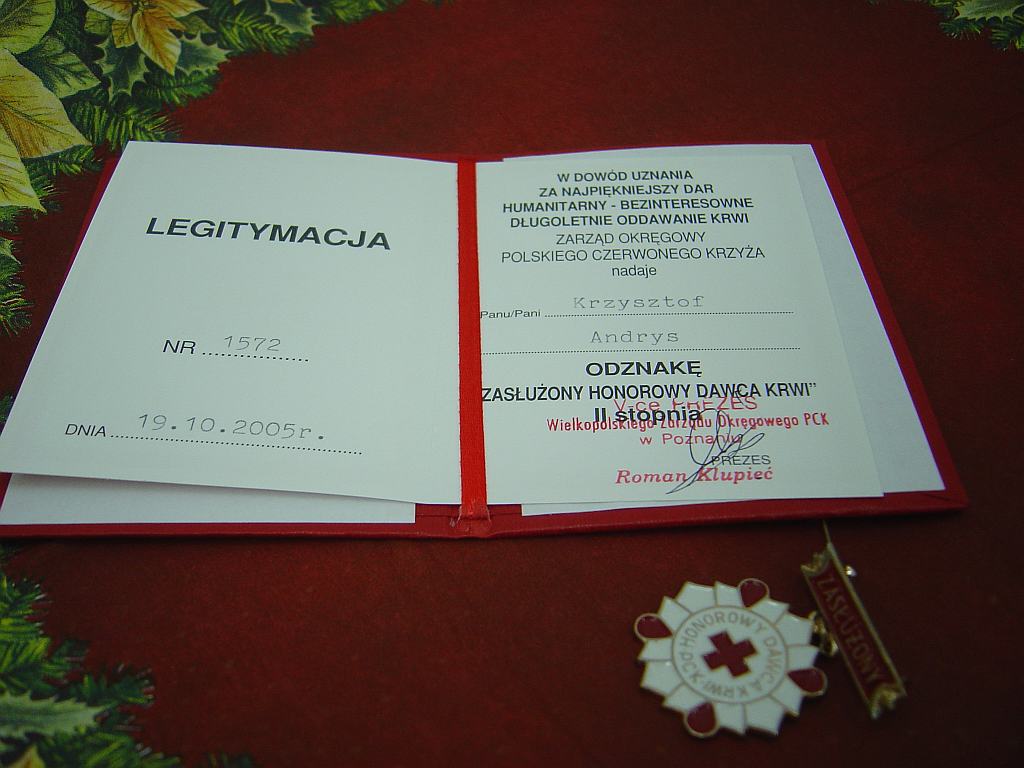 LEGITYMACJA
NR 1572
DNIA 19.10.2005r.
W DOWÓD UZNANIA
ZA NAJPIĘKNIEJSZY DAR
HUMANITARNY - BEZINTERESOWNE
DŁUGOLETNIE ODDAWANIE KRWI
ZARZĄD OKRĘGOWY
POLSKIEGO CZERWONEGO KRZYŻA
nadaje
Panu/Pani Krzysztof
Andrys
ODZNAKĘ
ZASŁUŻONY HONOROWY DAWCA KRWI"
II stopnia
V-ce PREZES
Wielkopolskiego Zarządu Okręgowego PCK
w Poznaniu
PREZES
Roman Klupieć
HONOROWY DAWCA KRWI-PCK
ZASŁUŻONY